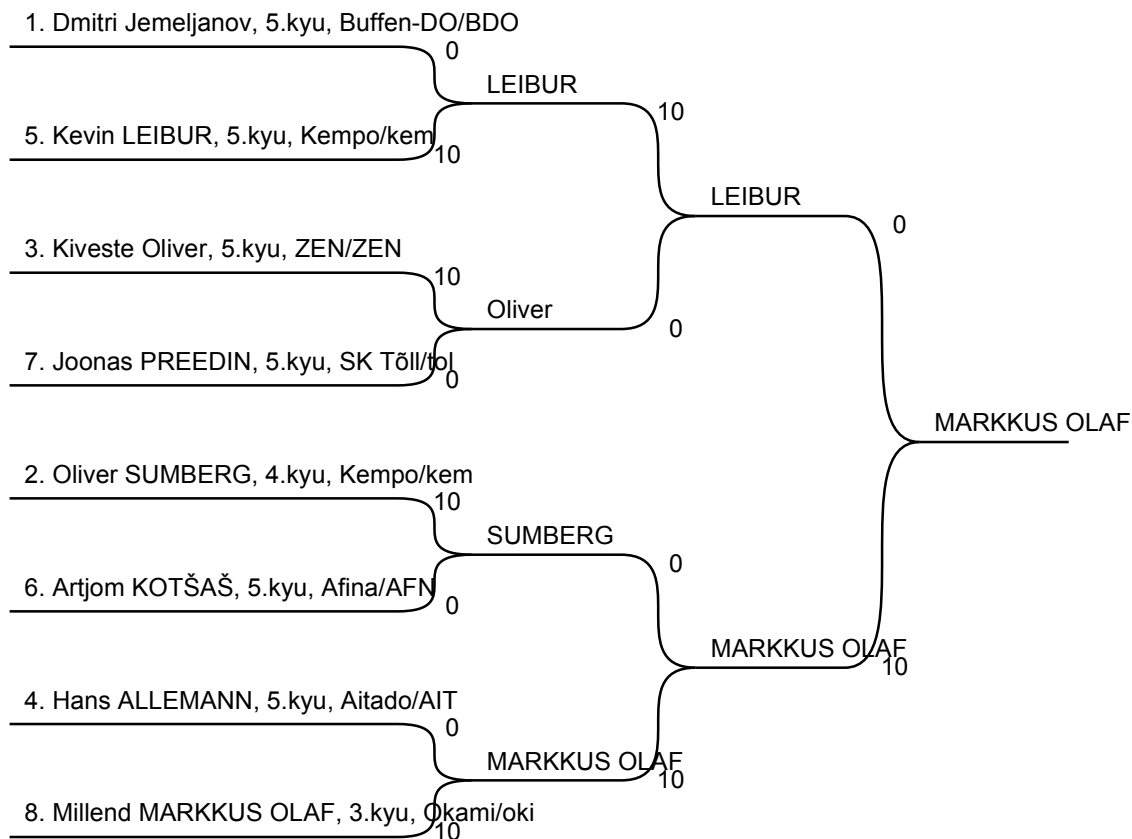 1. Dmitri Jemeljanov, 5.kyu, Buffen-DO/BDO
0
LEIBUR
10
5. Kevin LEIBUR, 5.kyu, Kempo/kem
10
LEIBUR
0
3. Kiveste Oliver, 5.kyu, ZEN/ZEN
10
Oliver
0
7. Joonas PREEDIN, 5.kyu, SK Tõll/tol
0
MARKKUS OLAF
2. Oliver SUMBERG, 4.kyu, Kempo/kem
10
SUMBERG
0
6. Artjom KOTŠAŠ, 5.kyu, Afina/AFN
0
MARKKUS OLAF
10
4. Hans ALLEMANN, 5.kyu, Aitado/AIT
0
MARKKUS OLAF
10
8. Millend MARKKUS OLAF, 3.kyu, Okami/oki
10